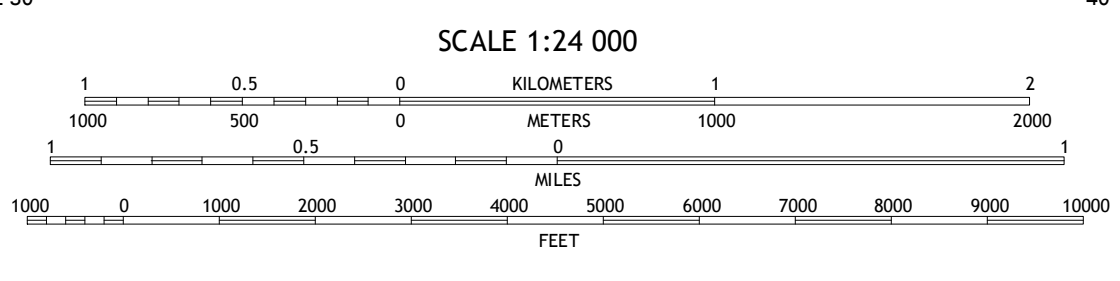 SCALE 1:24 000
1 0.5 0 KILOMETERS 1 2
1000 500 0 METERS 1000 2000
1 0.5 0 1
MILES
1000 0 1000 2000 3000 4000 5000 6000 7000 8000 9000 10000
FEET